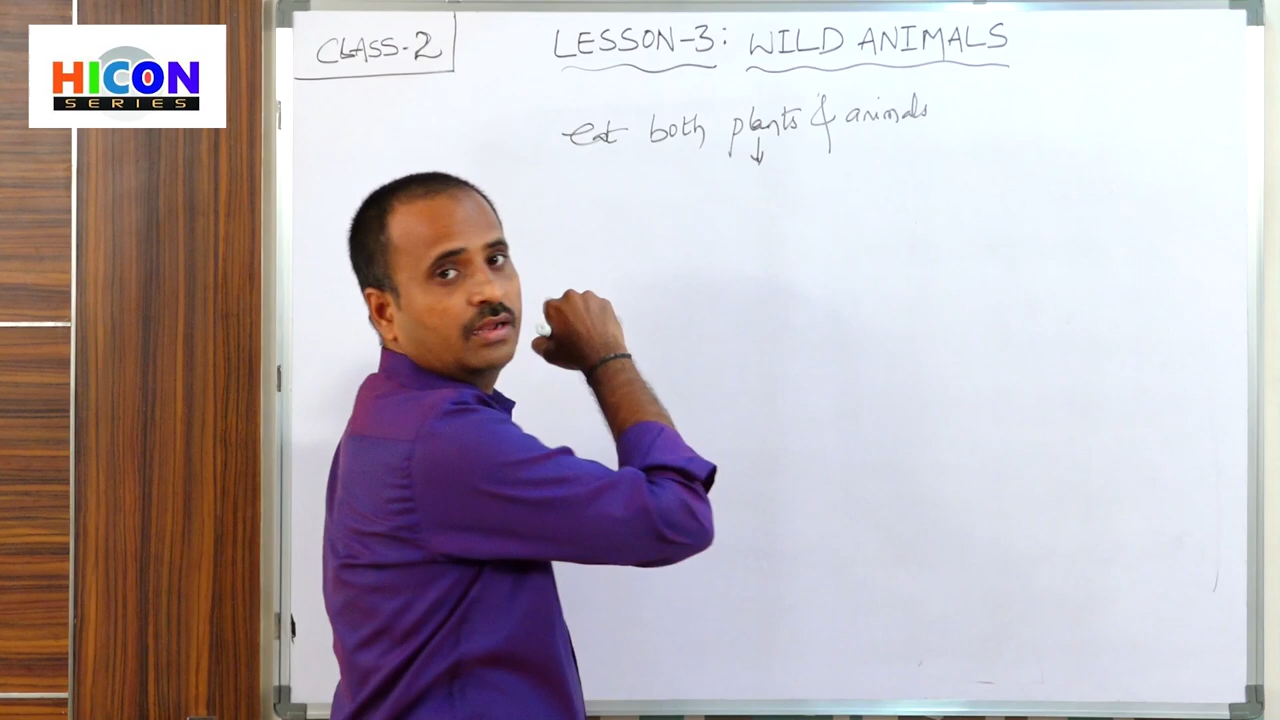 HICON
SERIES
CLASS-2
LESSON-3: WILD ANIMALS
eat both plants & animals